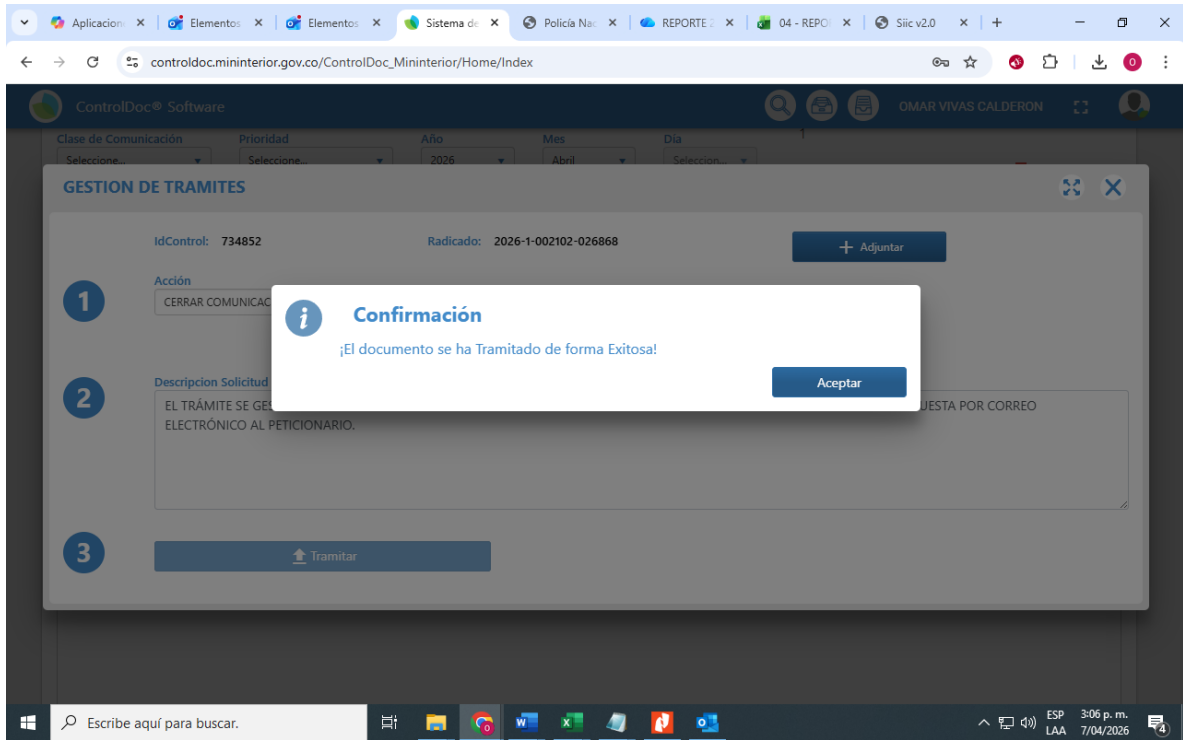 Aplicacion
Elementos
Elementos
Sistema de
Policía Nac
REPORTE 2
04 - REPO
Siic v2.0
controldoc.mininterior.gov.co/ControlDoc_Mininterior/Home/Index
ControlDoc® Software
OMAR VIVAS CALDERON
Clase de Comunicación Prioridad Año Mes Día 1
Seleccione... Seleccione... 2026 Abril Seleccion...
GESTION DE TRAMITES
IdControl: 734852 Radicado: 2026-1-002102-026868
Adjuntar
1
Acción
CERRAR COMUNICAC
Confirmación
¡El documento se ha Tramitado de forma Exitosa!
Aceptar
2
Descripcion Solicitud
EL TRÁMITE SE GES UESTA POR CORREO
ELECTRÓNICO AL PETICIONARIO.
3
Tramitar
Escribe aquí para buscar.
ESP 3:06 p. m.
LAA 7/04/2026
4